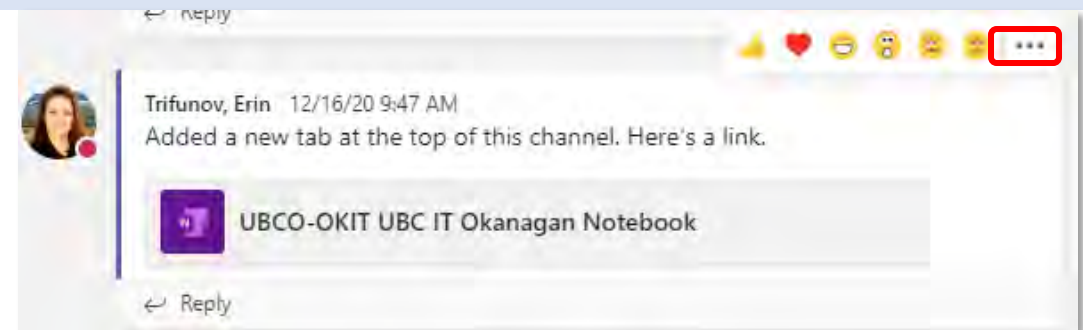 Reply
Trifunov, Erin 12/16/20 9:47 AM
Added a new tab at the top of this channel. Here's a link.
N
UBCO-OKIT UBC IT Okanagan Notebook
Reply